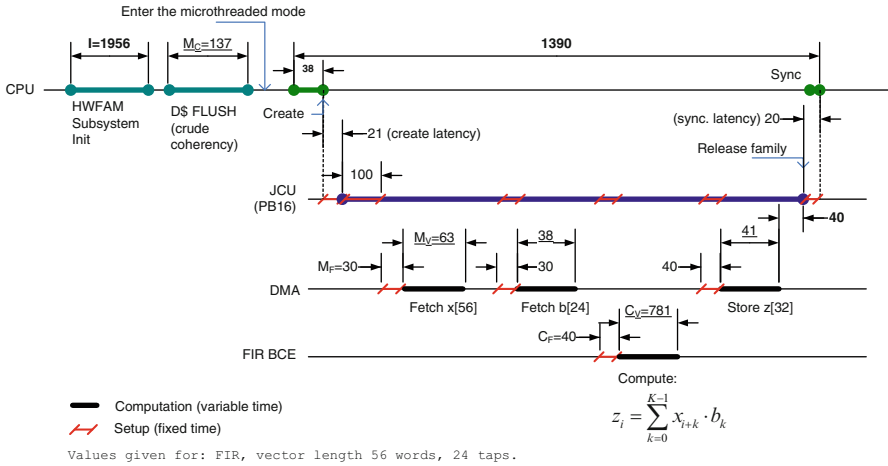 Enter the microthreaded mode
I=1956
M_C=137
1390
38
CPU
Sync
HWFAM
Subsystem
Init
D$ FLUSH
(crude
coherency)
Create
21 (create latency)
(sync. latency) 20
Release family
100
JCU
(PB16)
40
M_V=63
38
41
M_F=30
30
40
DMA
Fetch x[56]
Fetch b[24]
Store z[32]
C_V=781
C_F=40
FIR BCE
Compute:
z_i = \sum_{k=0}^{K-1} x_{i+k} \cdot b_k
Computation (variable time)
Setup (fixed time)
Values given for: FIR, vector length 56 words, 24 taps.